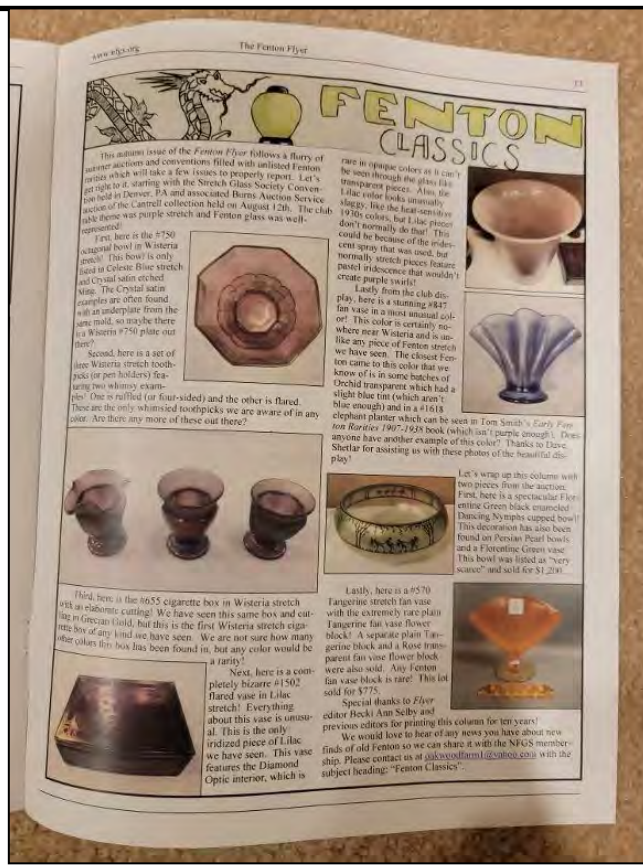 www.nfgs.org
The Fenton Flyer
FENTON
CLASSICS
This autumn issue of the Fenton Flyer follows a flurry of
summer auctions and conventions filled with unlisted Fenton
rarities which will take a few issues to properly report. Let's
get right to it, starting with the Stretch Glass Society Conven-
tion held in Denver, PA and associated Burns Auction Service
auction of the Cantrell collection held on August 12th. The club
table theme was purple stretch and Fenton glass was well-
represented!
First, here is the #750
octagonal bowl in Wisteria
stretch! This bowl is only
listed in Celeste Blue stretch
and Crystal satin etched
Ming. The Crystal satin
examples are often found
with an underplate from the
same mold, so maybe there
is a Wisteria #750 plate out
there?
Second, here is a set of
three Wisteria stretch tooth-
picks (or pen holders) fea-
turing two whimsy exam-
ples! One is ruffled (or four-sided) and the other is flared.
These are the only whimsied toothpicks we are aware of in any
color. Are there any more of these out there?
Third, here is the #655 cigarette box in Wisteria stretch
with an elaborate cutting! We have seen this same box and cut-
ting in Grecian Gold, but this is the first Wisteria stretch ciga-
rette box of any kind we have seen. We are not sure how many
other colors this box has been found in, but any color would be
a rarity!
Next, here is a com-
pletely bizarre #1502
flared vase in Lilac
stretch! Everything
about this vase is unusu-
al. This is the only
iridized piece of Lilac
we have seen. This vase
features the Diamond
Optic interior, which is
rare in opaque colors as it can't
be seen through the glass like
transparent pieces. Also, the
Lilac color looks unusually
slaggy, like the heat-sensitive
1930s colors, but Lilac pieces
don't normally do that! This
could be because of the irides-
cent spray that was used, but
normally stretch pieces feature
pastel iridescence that wouldn't
create purple swirls!
Lastly from the club dis-
play, here is a stunning #847
fan vase in a most unusual col-
or! This color is certainly no-
where near Wisteria and is un-
like any piece of Fenton stretch
we have seen. The closest Fen-
ton came to this color that we
know of is in some batches of
Orchid transparent which had a
slight blue tint (which aren't
blue enough) and in a #1618
elephant planter which can be seen in Tom Smith's Early Fen-
ton Rarities 1907-1938 book (which isn't purple enough). Does
anyone have another example of this color? Thanks to Dave
Shetlar for assisting us with these photos of the beautiful dis-
play!
Let's wrap up this column with
two pieces from the auction.
First, here is a spectacular Flor-
entine Green black enameled
Dancing Nymphs cupped bowl!
This decoration has also been
found on Persian Pearl bowls
and a Florentine Green vase.
This bowl was listed as "very
scarce" and sold for $1,200.
Lastly, here is a #570
Tangerine stretch fan vase
with the extremely rare plain
Tangerine fan vase flower
block! A separate plain Tan-
gerine block and a Rose trans-
parent fan vase flower block
were also sold. Any Fenton
fan vase block is rare! This lot
sold for $775.
Special thanks to Flyer
editor Becki Ann Selby and
previous editors for printing this column for ten years!
We would love to hear of any news you have about new
finds of old Fenton so we can share it with the NFGS member-
ship. Please contact us at oakwoodfarm1@yahoo.com with the
subject heading: "Fenton Classics".